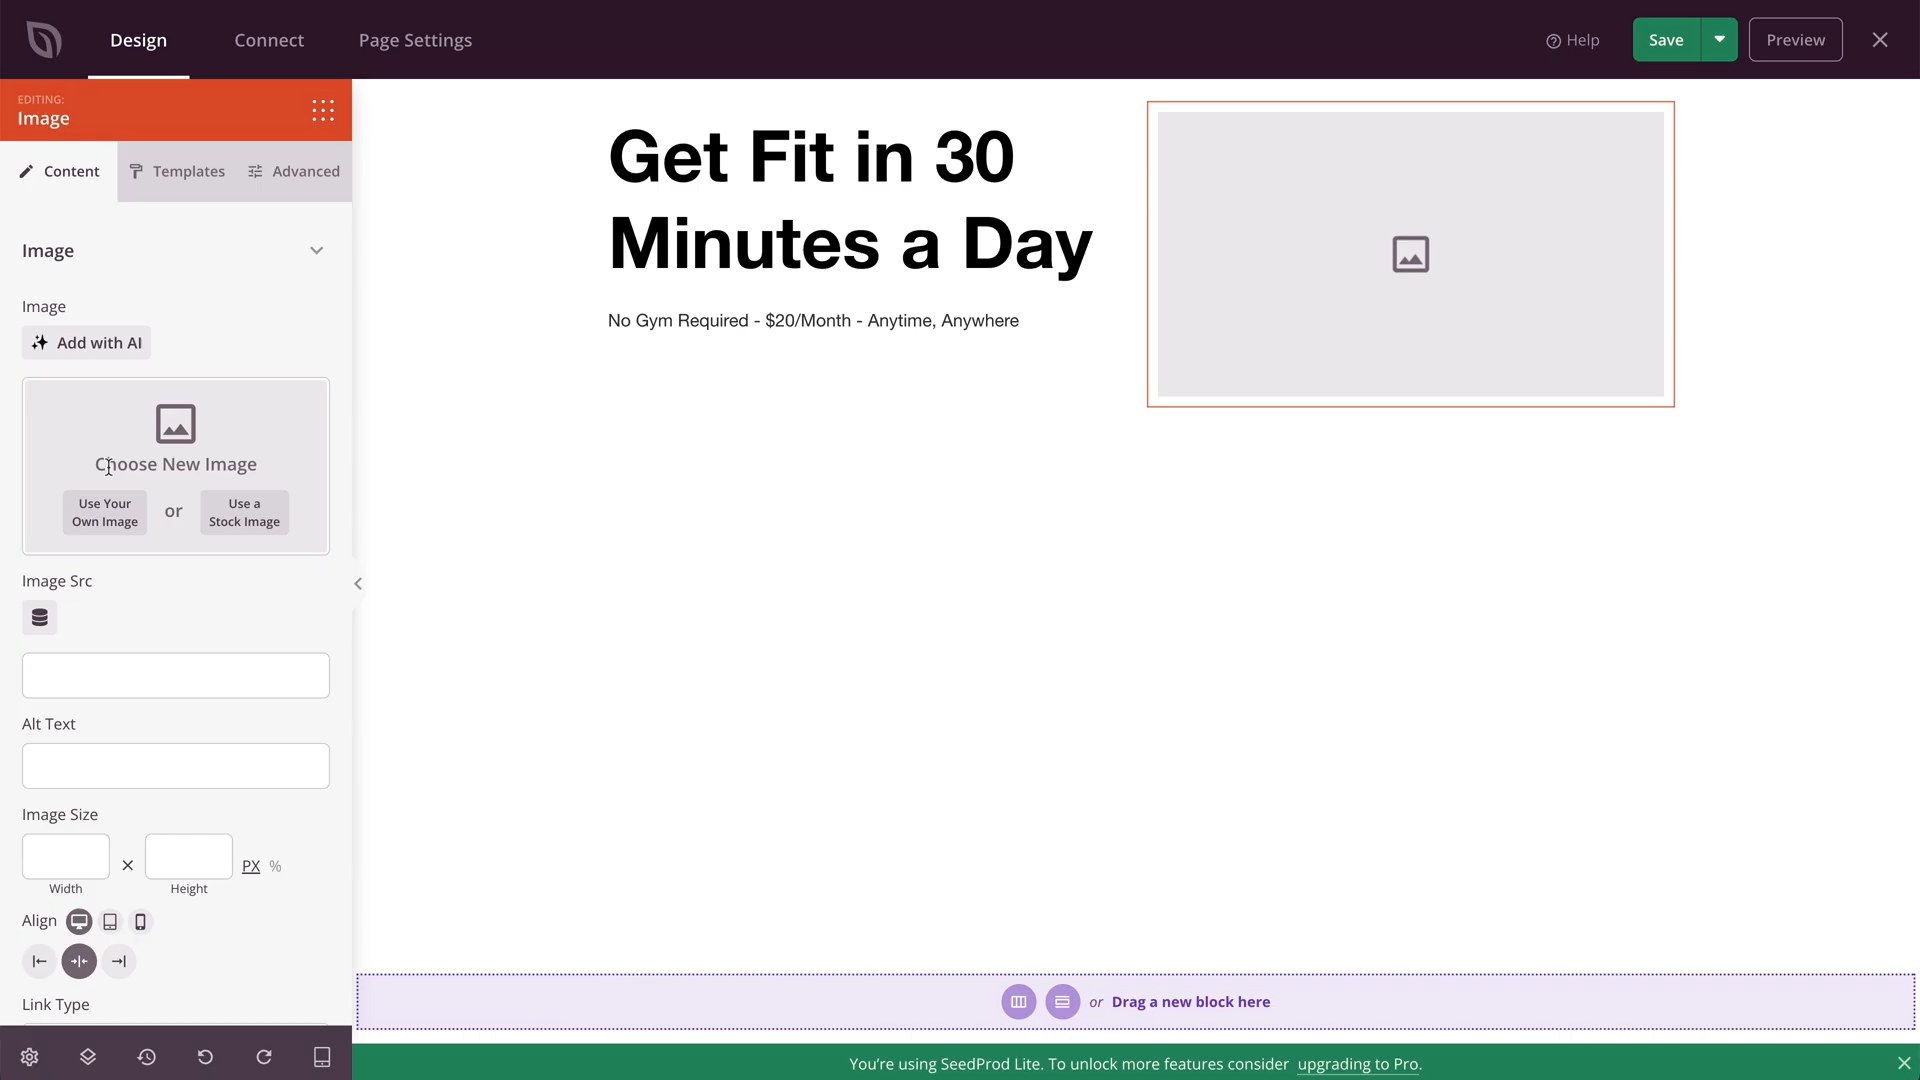 Design
Connect
Page Settings
Help
Save
Preview
EDITING:
Image
Content
Templates
Advanced
Image
Image
Add with AI
Choose New Image
Use Your
Own Image
or
Use a
Stock Image
Image Src
Alt Text
Image Size
PX %
Width
Height
Align
Link Type
Get Fit in 30
Minutes a Day
No Gym Required - $20/Month - Anytime, Anywhere
or Drag a new block here
You're using SeedProd Lite. To unlock more features consider upgrading to Pro.